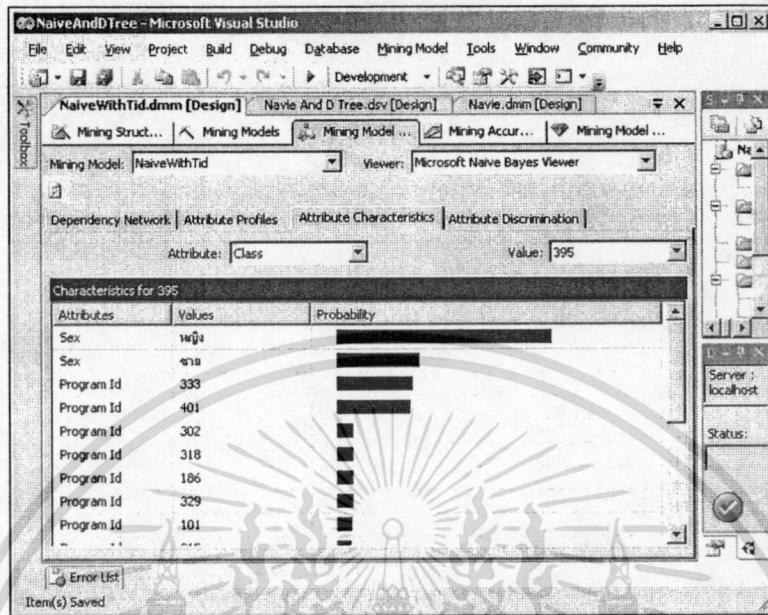 NaiveAndDTree - Microsoft Visual Studio
File Edit View Project Build Debug Database Mining Model Tools Window Community Help
Development
NaiveWithTid.dmm [Design] Navie And D Tree.dsv [Design] Navie.dmm [Design]
Toolbox
Mining Struct... Mining Models Mining Model ... Mining Accur... Mining Model ...
Mining Model: NaiveWithTid Viewer: Microsoft Naive Bayes Viewer
Dependency Network Attribute Profiles Attribute Characteristics Attribute Discrimination
Attribute: Class Value: 395
Characteristics for 395
Attributes Values Probability
Sex หญิง
Sex ชาย
Program Id 333
Program Id 401
Program Id 302
Program Id 318
Program Id 186
Program Id 329
Program Id 101
Server :
localhost
Status:
Error List
Item(s) Saved